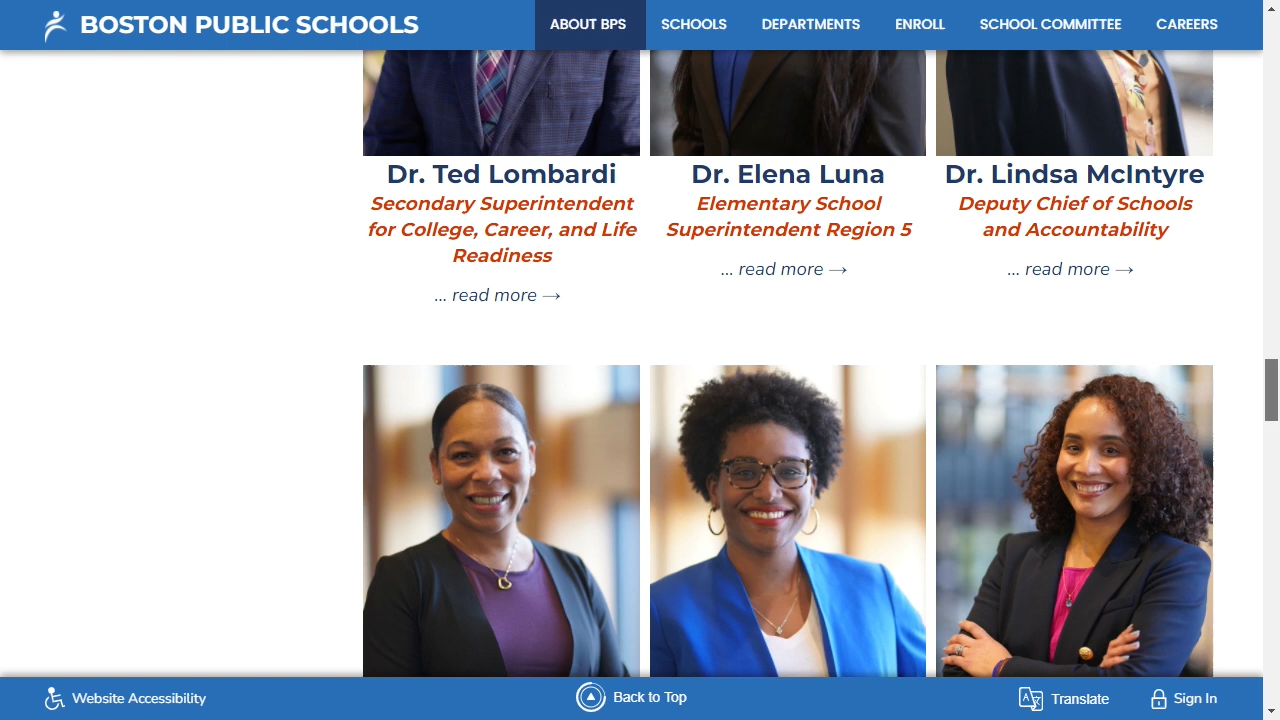 BOSTON PUBLIC SCHOOLS
ABOUT BPS
SCHOOLS
DEPARTMENTS
ENROLL
SCHOOL COMMITTEE
CAREERS
Dr. Ted Lombardi
Secondary Superintendent
for College, Career, and Life
Readiness
... read more →
Dr. Elena Luna
Elementary School
Superintendent Region 5
... read more →
Dr. Lindsa McIntyre
Deputy Chief of Schools
and Accountability
... read more →
Website Accessibility
Back to Top
Translate
Sign In